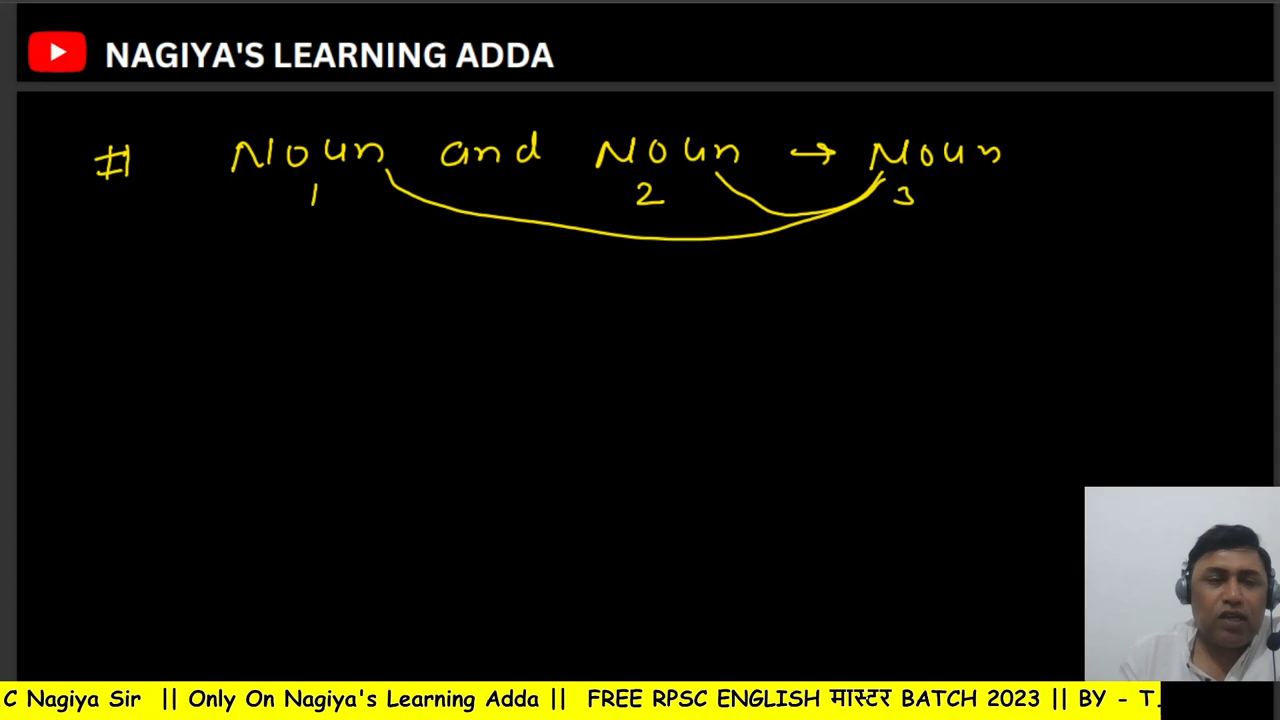 NAGIYA'S LEARNING ADDA
# Noun and Noun → Noun
1 2 3
C Nagiya Sir || Only On Nagiya's Learning Adda || FREE RPSC ENGLISH मास्टर BATCH 2023 || BY - T.